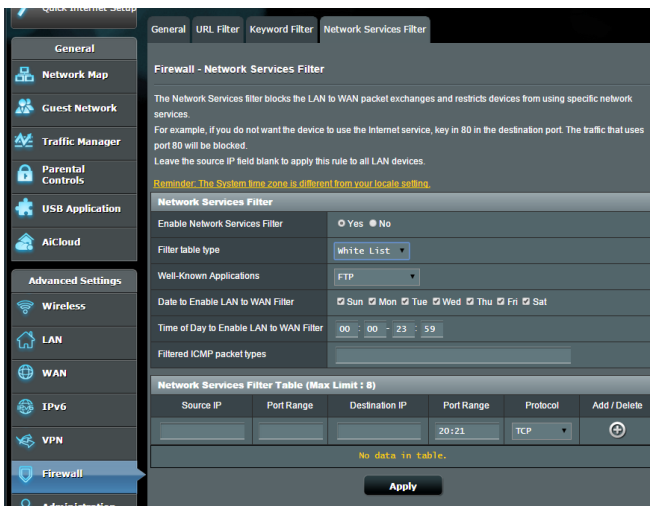 Quick Internet Setup
General
Network Map
Guest Network
Traffic Manager
Parental
Controls
USB Application
AiCloud
Advanced Settings
Wireless
LAN
WAN
IPv6
VPN
Firewall
Administration
General URL Filter Keyword Filter Network Services Filter
Firewall - Network Services Filter
The Network Services filter blocks the LAN to WAN packet exchanges and restricts devices from using specific network
services.
For example, if you do not want the device to use the Internet service, key in 80 in the destination port. The traffic that uses
port 80 will be blocked.
Leave the source IP field blank to apply this rule to all LAN devices.
Reminder: The System time zone is different from your locale setting.
Network Services Filter
Enable Network Services Filter Yes No
Filter table type White List
Well-Known Applications FTP
Date to Enable LAN to WAN Filter Sun Mon Tue Wed Thu Fri Sat
Time of Day to Enable LAN to WAN Filter 00 : 00 - 23 : 59
Filtered ICMP packet types
Network Services Filter Table (Max Limit : 8)
Source IP Port Range Destination IP Port Range Protocol Add / Delete
20:21 TCP
No data in table.
Apply